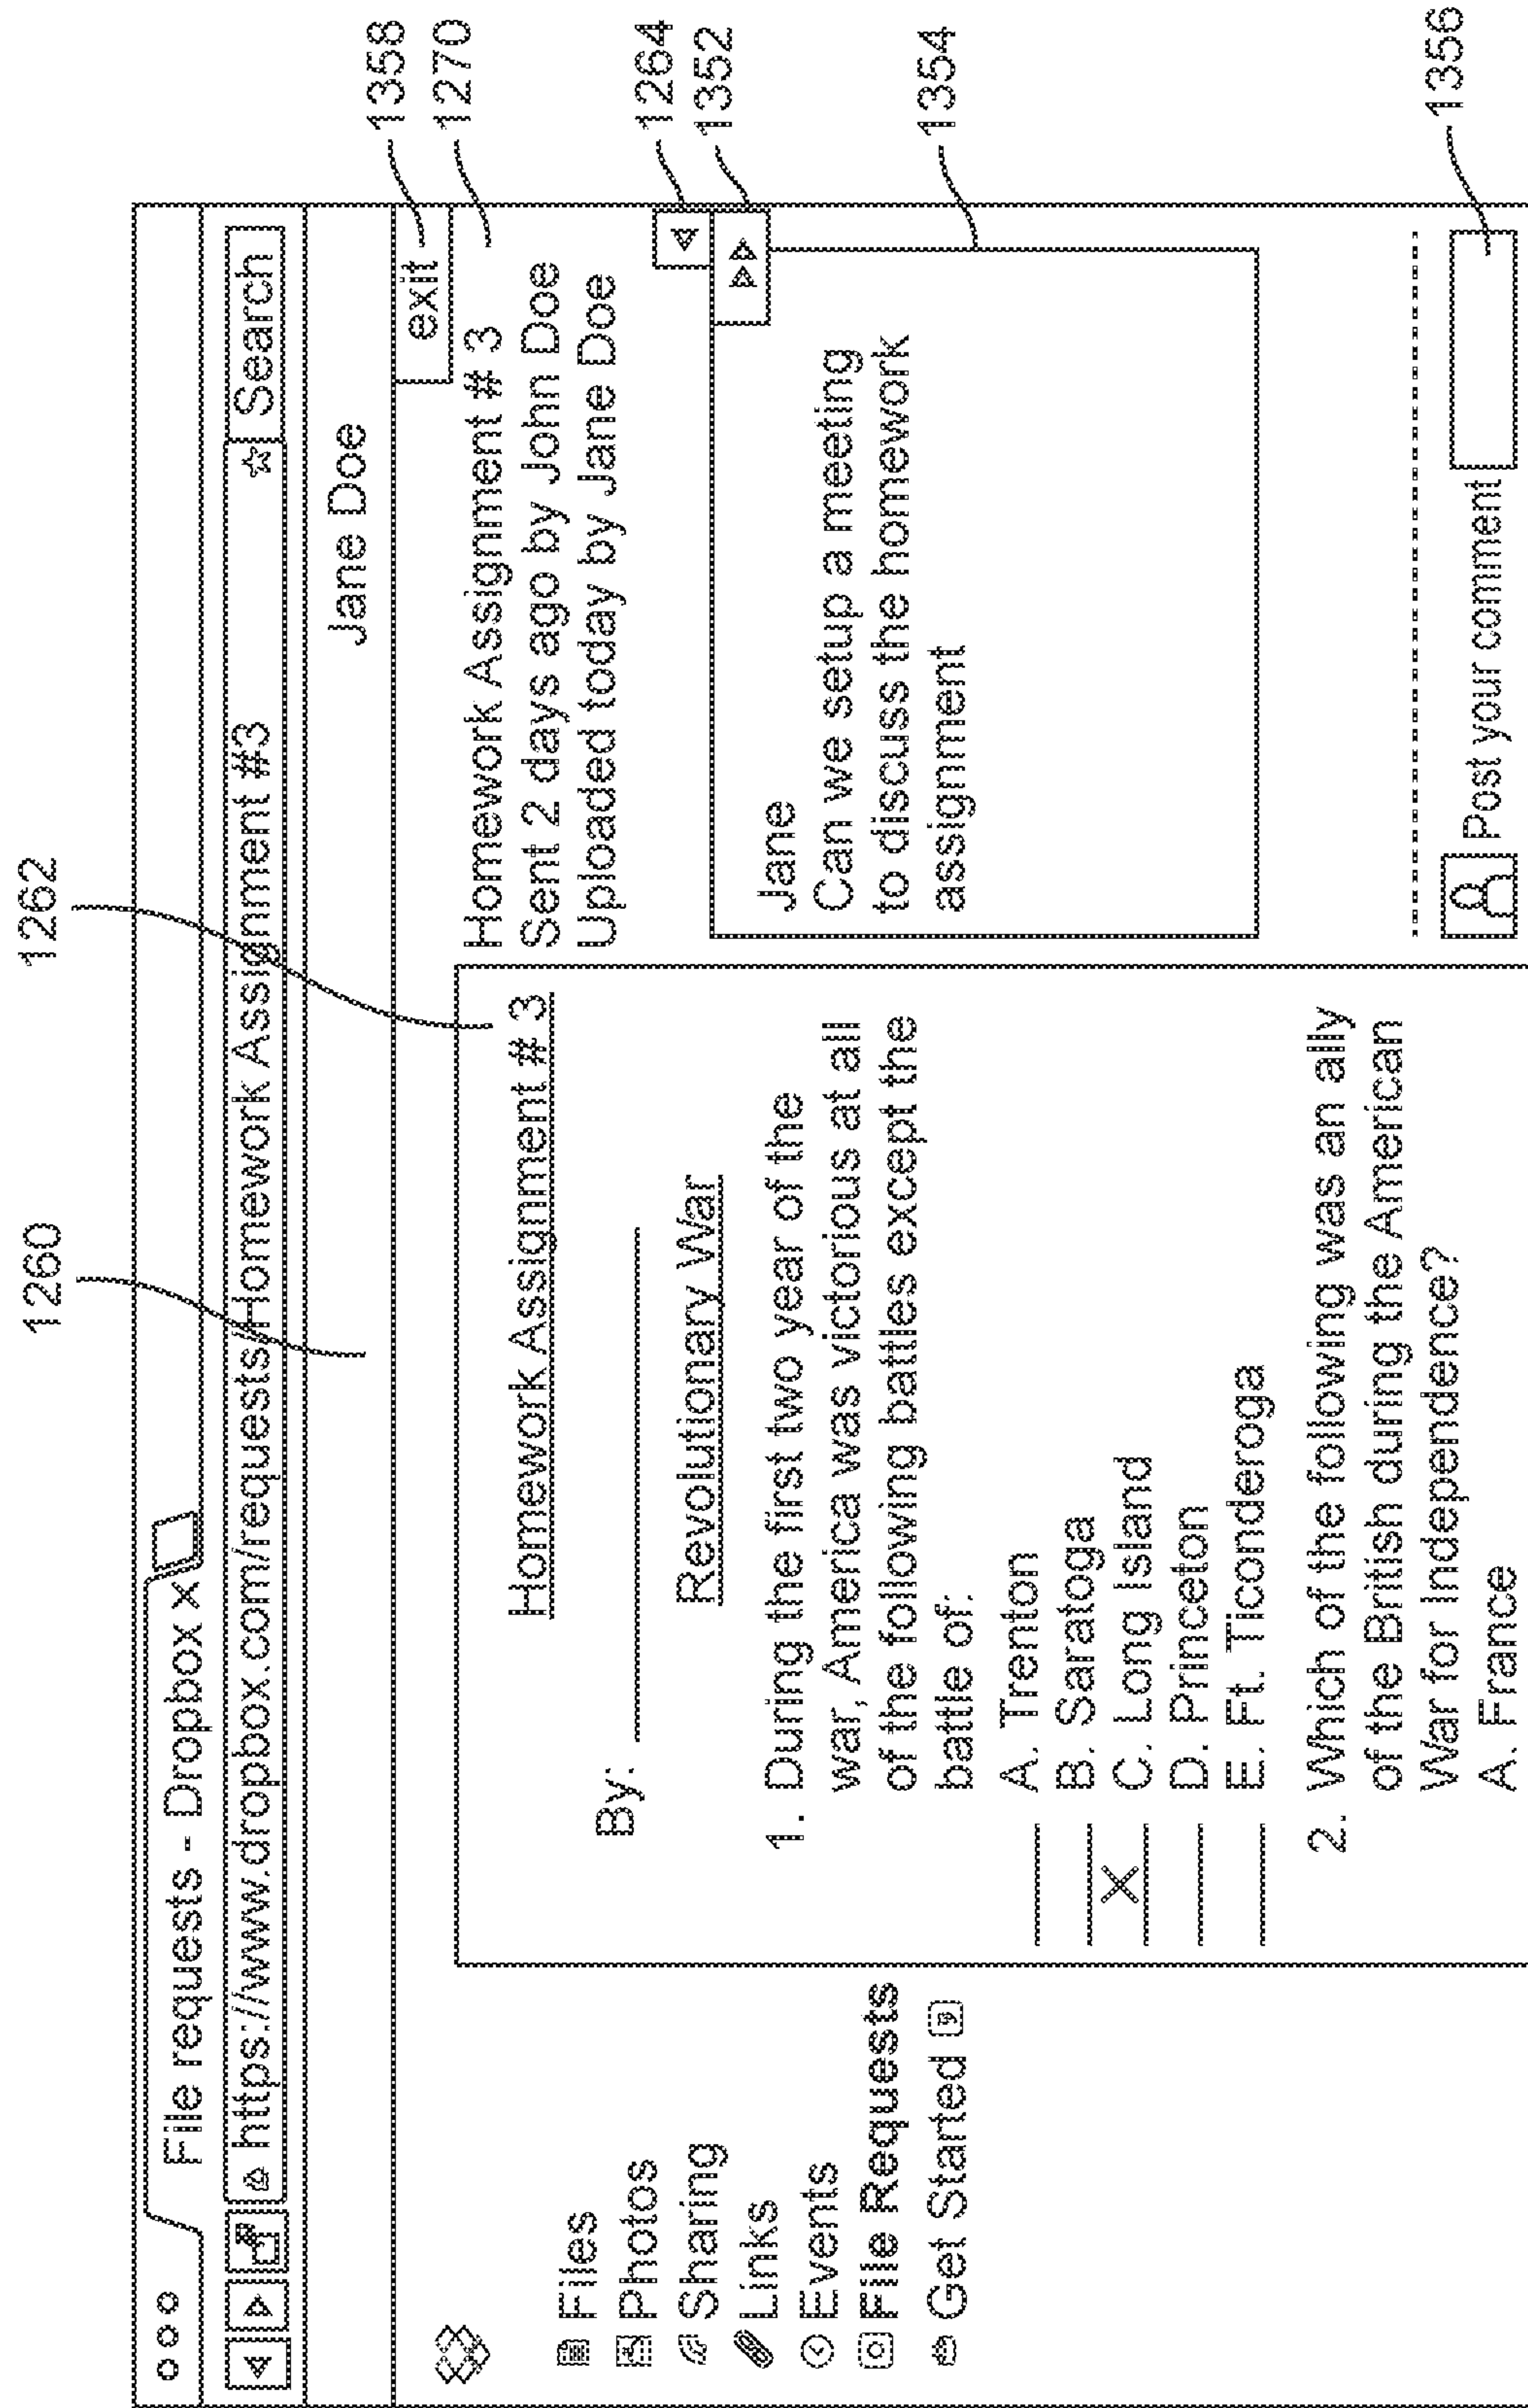 1260
1262
File requests - Dropbox x
https://www.dropbox.com/requests/Homework Assignment #3
Search
Jane Doe
exit
1358
1270
Files
Photos
Sharing
Links
Events
File Requests
Get Started
Homework Assignment # 3
By:
Revolutionary War
1. During the first two year of the
war, America was victorious at all
of the following battles except the
battle of:
A. Trenton
B. Saratoga
X C. Long Island
D. Princeton
E. Ft. Ticonderoga
2. Which of the following was an ally
of the British during the American
War for Independence?
A. France
Homework Assignment # 3
Sent 2 days ago by John Doe
Uploaded today by Jane Doe
1264
1352
Jane
Can we setup a meeting
to discuss the homework
assignment
1354
Post your comment
1356